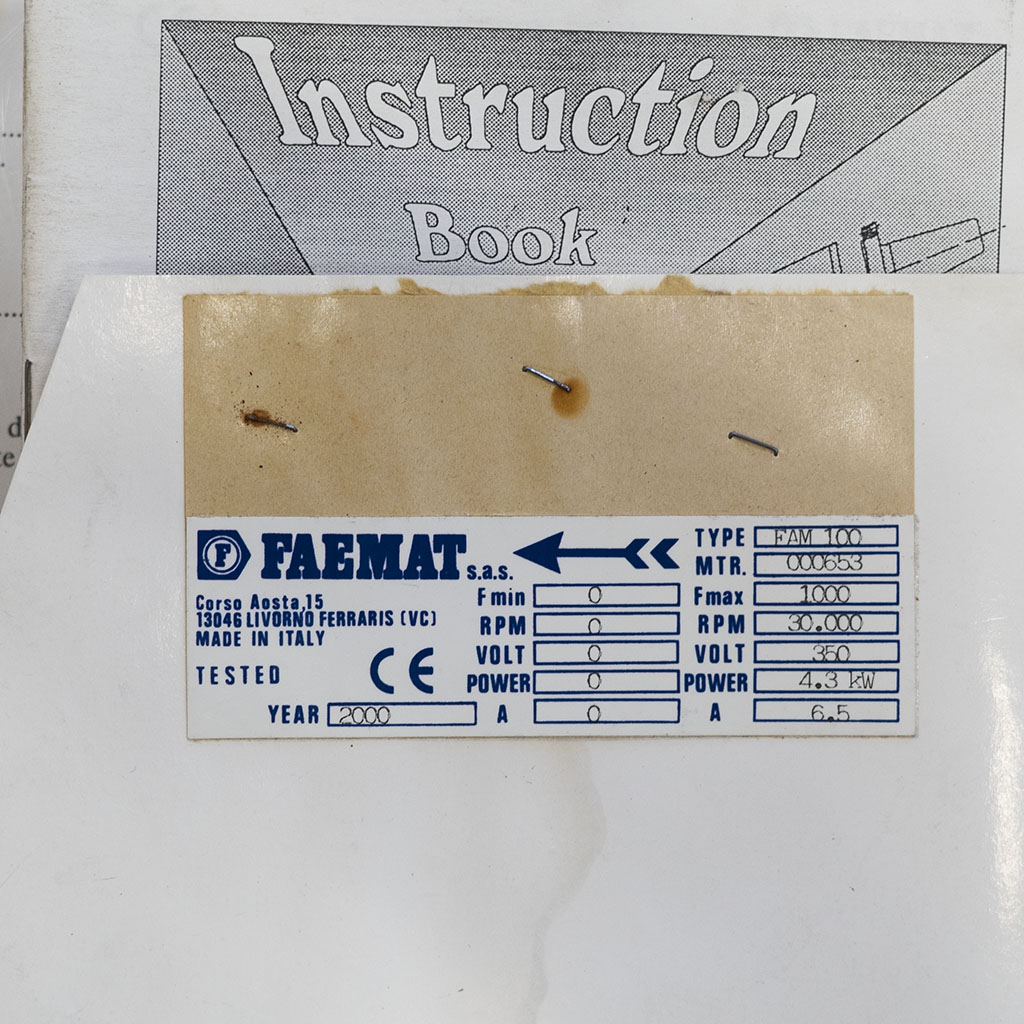 Instruction
Book
d
te
F FAEMAT s.a.s.
Corso Aosta,15
13046 LIVORNO FERRARIS (VC)
MADE IN ITALY
TESTED CE
YEAR 2000
TYPE FAM 100
MTR. 000653
F min 0 Fmax 1000
RPM 0 RPM 30.000
VOLT 0 VOLT 350
POWER 0 POWER 4.3 kW
A 0 A 6.5